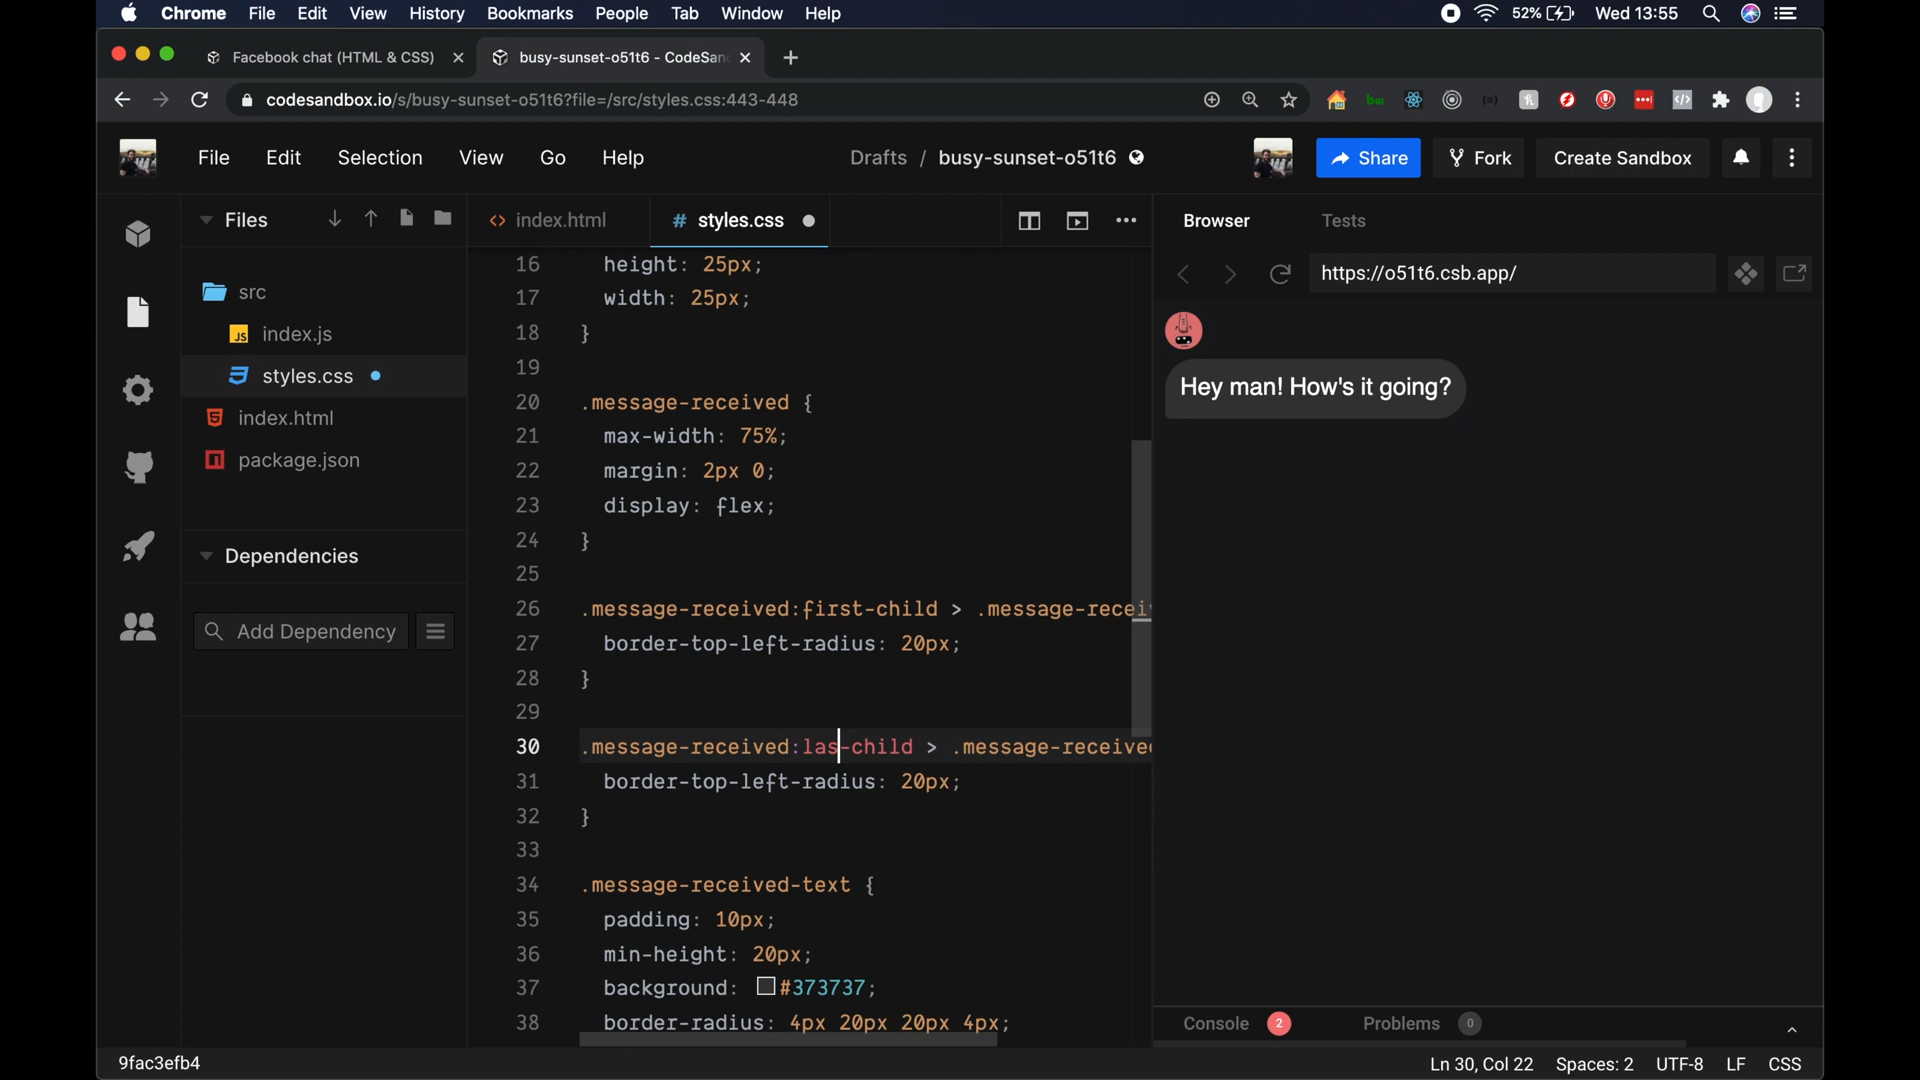 Chrome File Edit View History Bookmarks People Tab Window Help 52% Wed 13:55
Facebook chat (HTML & CSS) busy-sunset-o51t6 - CodeSan
codesandbox.io/s/busy-sunset-o51t6?file=/src/styles.css:443-448
File Edit Selection View Go Help Drafts / busy-sunset-o51t6 Share Fork Create Sandbox
Files
src
JS index.js
styles.css
index.html
package.json
Dependencies
Add Dependency
index.html # styles.css
16 height: 25px;
17 width: 25px;
18 }
19
20 .message-received {
21 max-width: 75%;
22 margin: 2px 0;
23 display: flex;
24 }
25
26 .message-received:first-child > .message-recei
27 border-top-left-radius: 20px;
28 }
29
30 .message-received:las-child > .message-receive
31 border-top-left-radius: 20px;
32 }
33
34 .message-received-text {
35 padding: 10px;
36 min-height: 20px;
37 background: #373737;
38 border-radius: 4px 20px 20px 4px;
Browser Tests
https://o51t6.csb.app/
Hey man! How's it going?
Console 2 Problems 0
9fac3efb4 Ln 30, Col 22 Spaces: 2 UTF-8 LF CSS